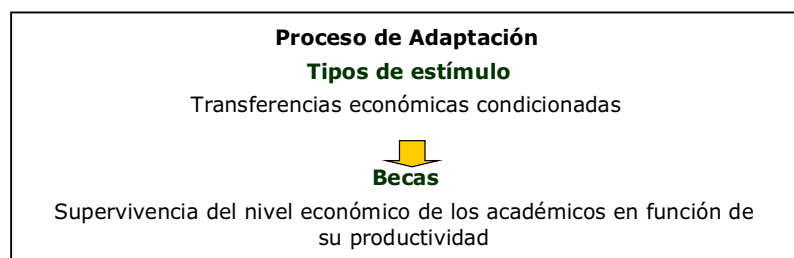 Proceso de Adaptación
Tipos de estímulo
Transferencias económicas condicionadas
Becas
Supervivencia del nivel económico de los académicos en función de
su productividad